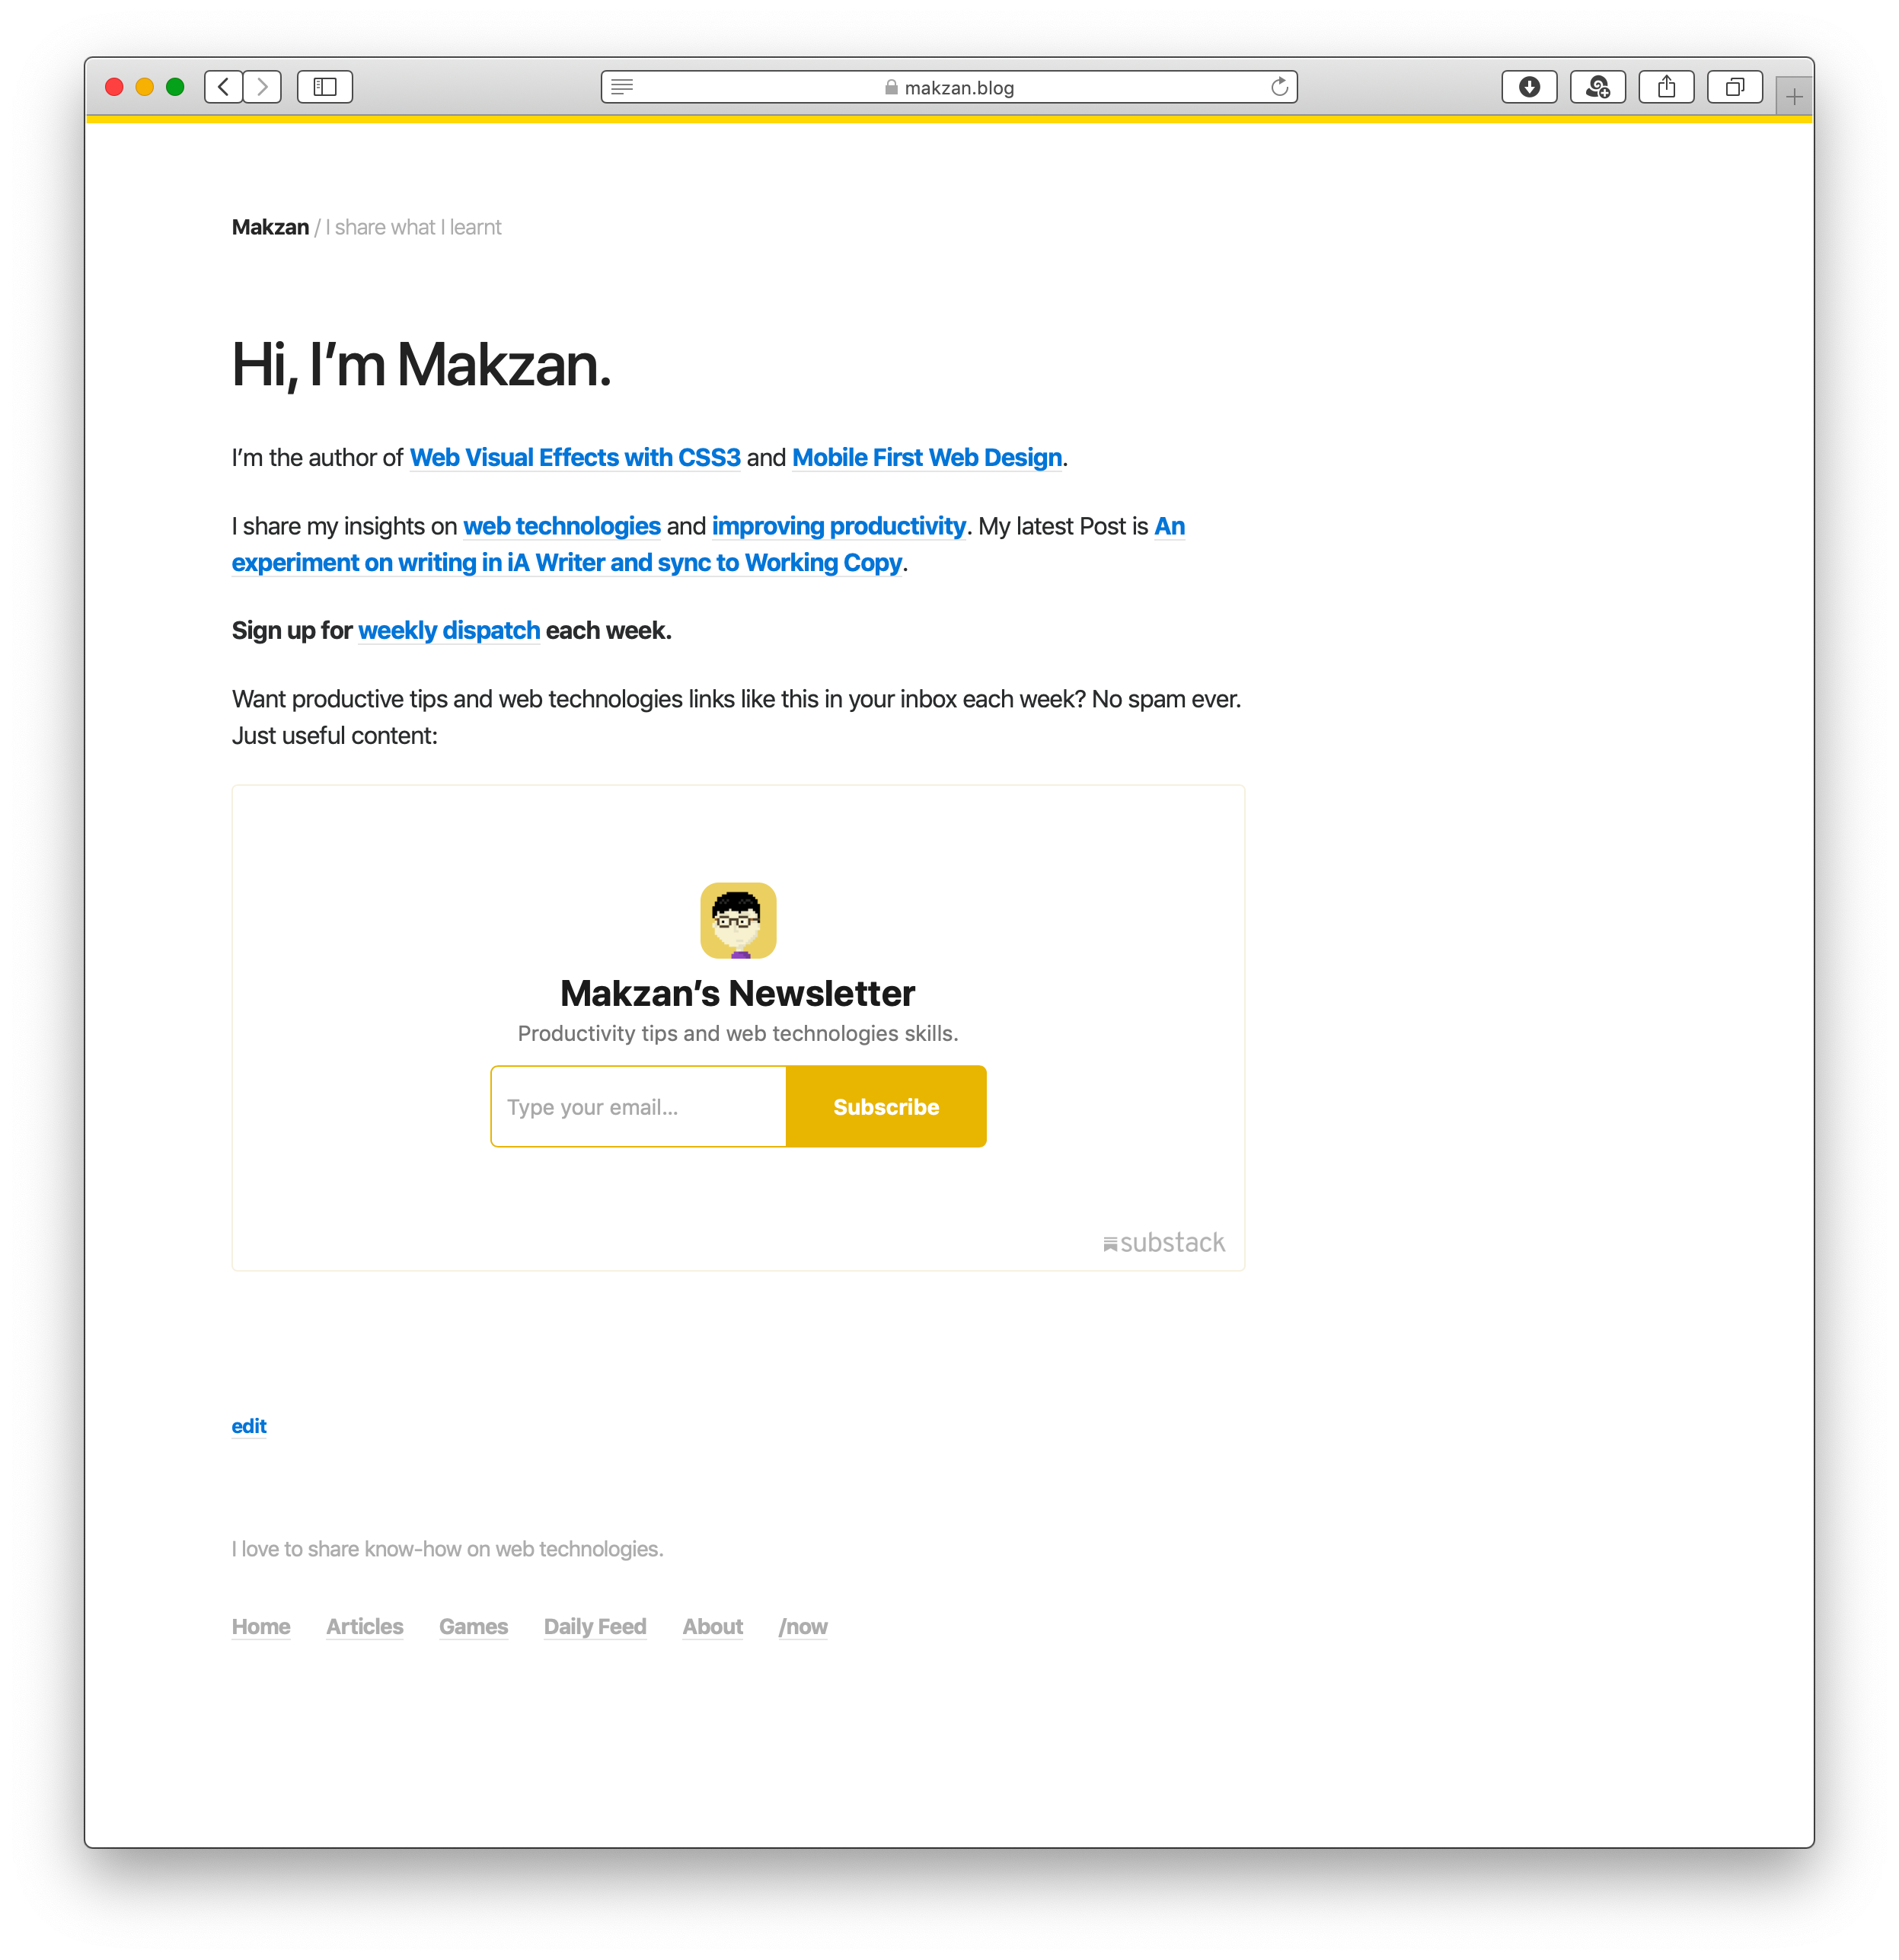 makzan.blog
Makzan / I share what I learnt
Hi, I’m Makzan.
I’m the author of Web Visual Effects with CSS3 and Mobile First Web Design.
I share my insights on web technologies and improving productivity. My latest Post is An
experiment on writing in iA Writer and sync to Working Copy.
Sign up for weekly dispatch each week.
Want productive tips and web technologies links like this in your inbox each week? No spam ever.
Just useful content:
Makzan’s Newsletter
Productivity tips and web technologies skills.
Type your email...
Subscribe
substack
edit
I love to share know-how on web technologies.
Home Articles Games Daily Feed About /now